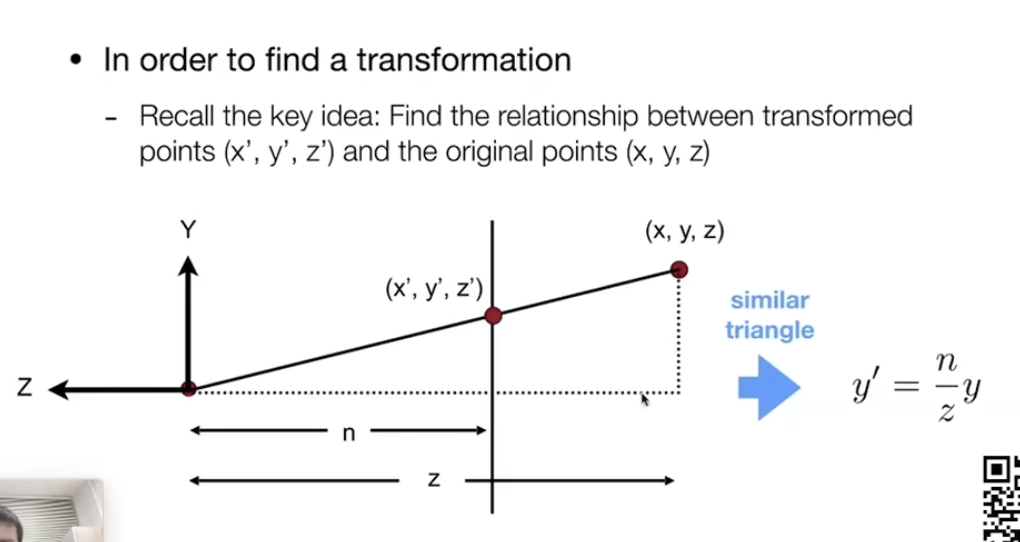 • In order to find a transformation
- Recall the key idea: Find the relationship between transformed
points (x’, y’, z’) and the original points (x, y, z)
Y
(x, y, z)
(x’, y’, z’)
similar
triangle
Z
y′ = n/z y
n
z